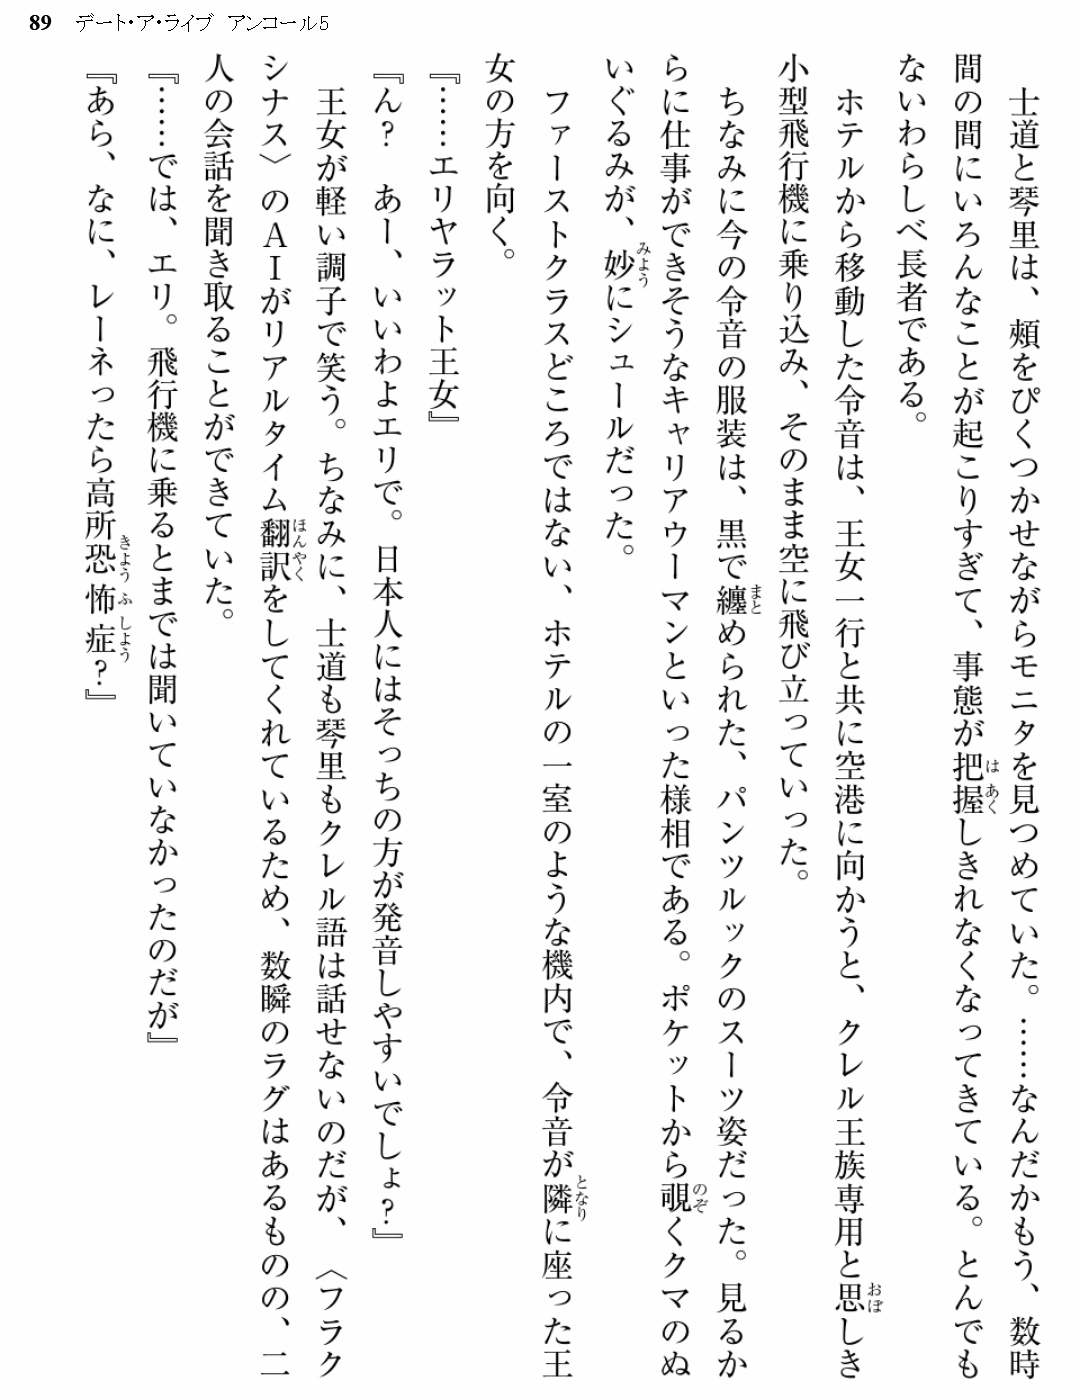 89 デート・ア・ライブ アンコール5
　士道と琴里は、頰をぴくつかせながらモニタを見つめていた。……なんだかもう、数時
間の間にいろんなことが起こりすぎて、事態が把握しきれなくなってきている。とんでも
ないわらしべ長者である。
　ホテルから移動した令音は、王女一行と共に空港に向かうと、クレル王族専用と思しき
小型飛行機に乗り込み、そのまま空に飛び立っていった。
　ちなみに今の令音の服装は、黒で纏められた、パンツルックのスーツ姿だった。見るか
らに仕事ができそうなキャリアウーマンといった様相である。ポケットから覗くクマのぬ
いぐるみが、妙にシュールだった。
　ファーストクラスどころではない、ホテルの一室のような機内で、令音が隣に座った王
女の方を向く。
『……エリヤラット王女』
『ん？　あー、いいわよエリで。日本人にはそっちの方が発音しやすいでしょ？』
　王女が軽い調子で笑う。ちなみに、士道も琴里もクレル語は話せないのだが、〈フラク
シナス〉のＡＩがリアルタイム翻訳をしてくれているため、数瞬のラグはあるものの、二
人の会話を聞き取ることができていた。
『……では、エリ。飛行機に乗るとまでは聞いていなかったのだが』
『あら、なに、レーネったら高所恐怖症？』